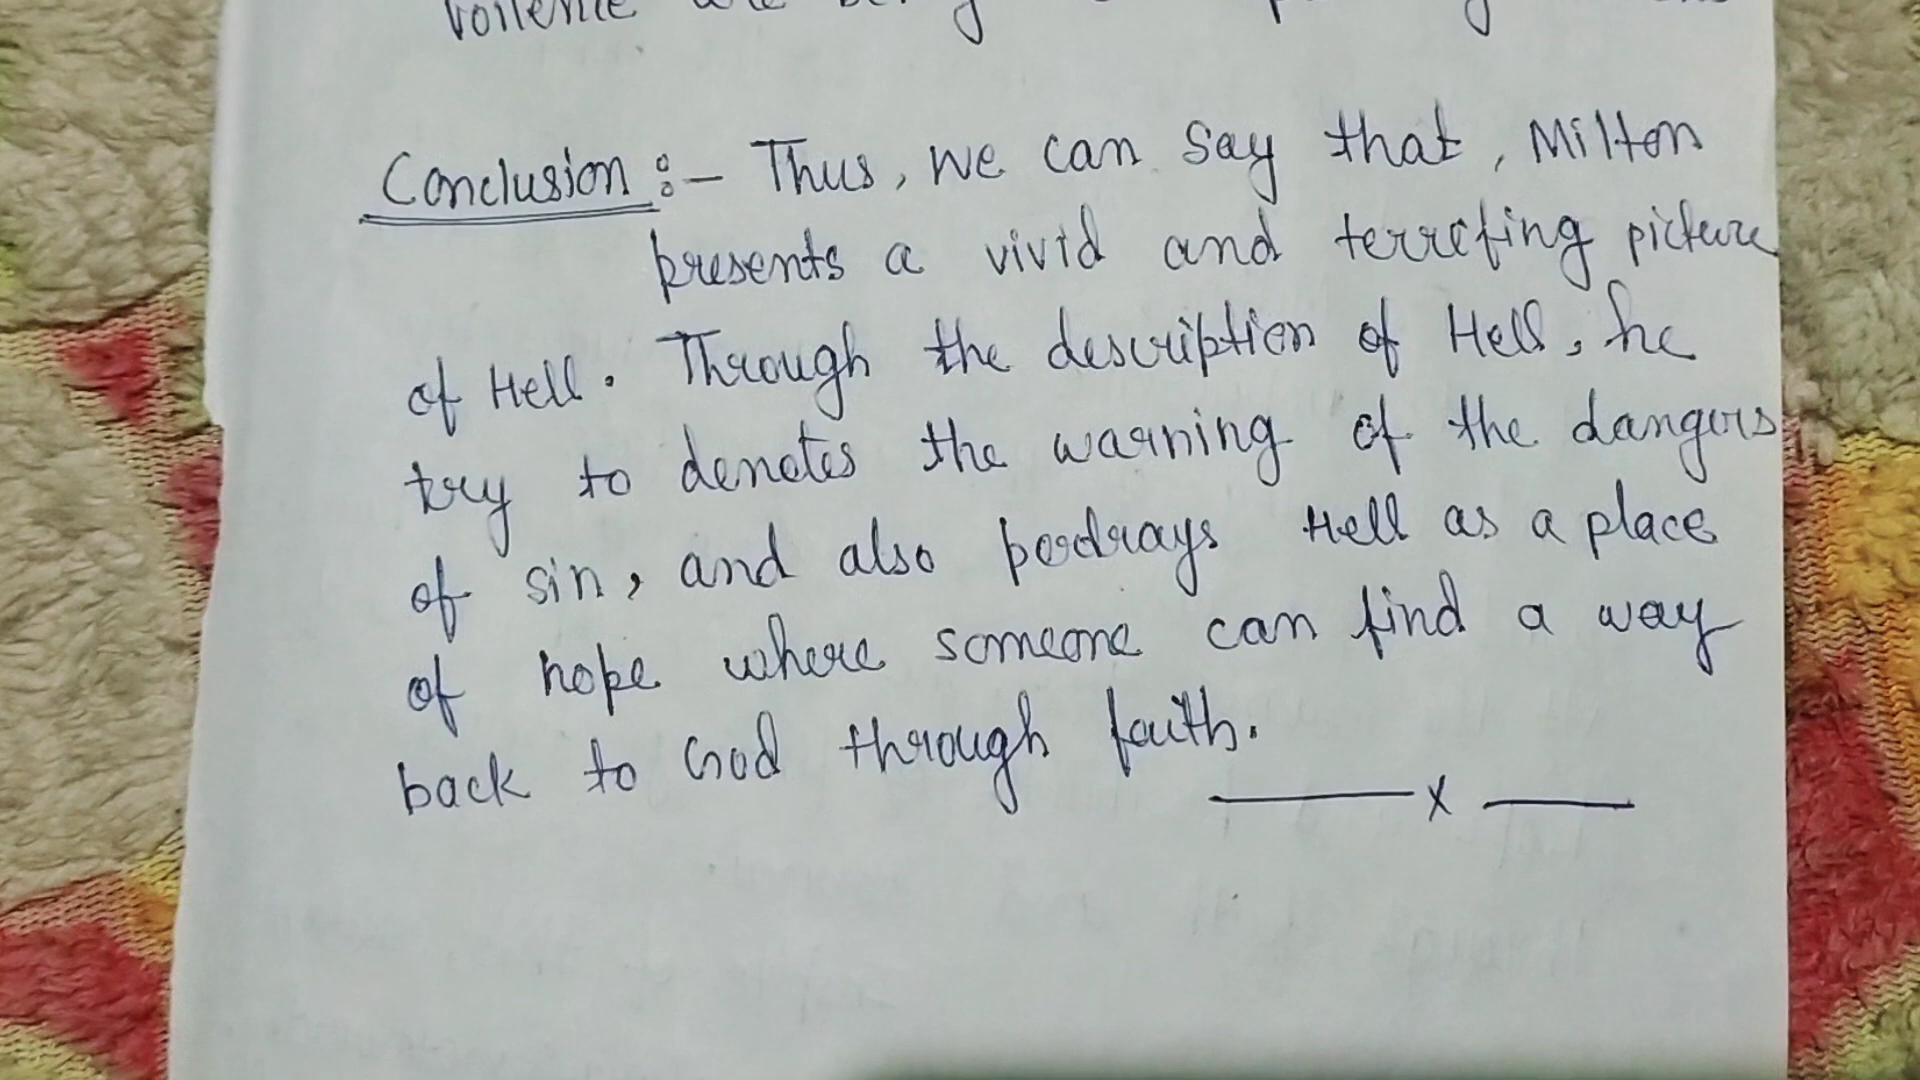 Conclusion :- Thus, we can say that, Milton
presents a vivid and terrefing picture
of Hell. Through the description of Hell, he
try to denotes the warning of the dangers
of sin, and also podrays Hell as a place
of hope where someone can find a way
back to God through faith.
——— x ———